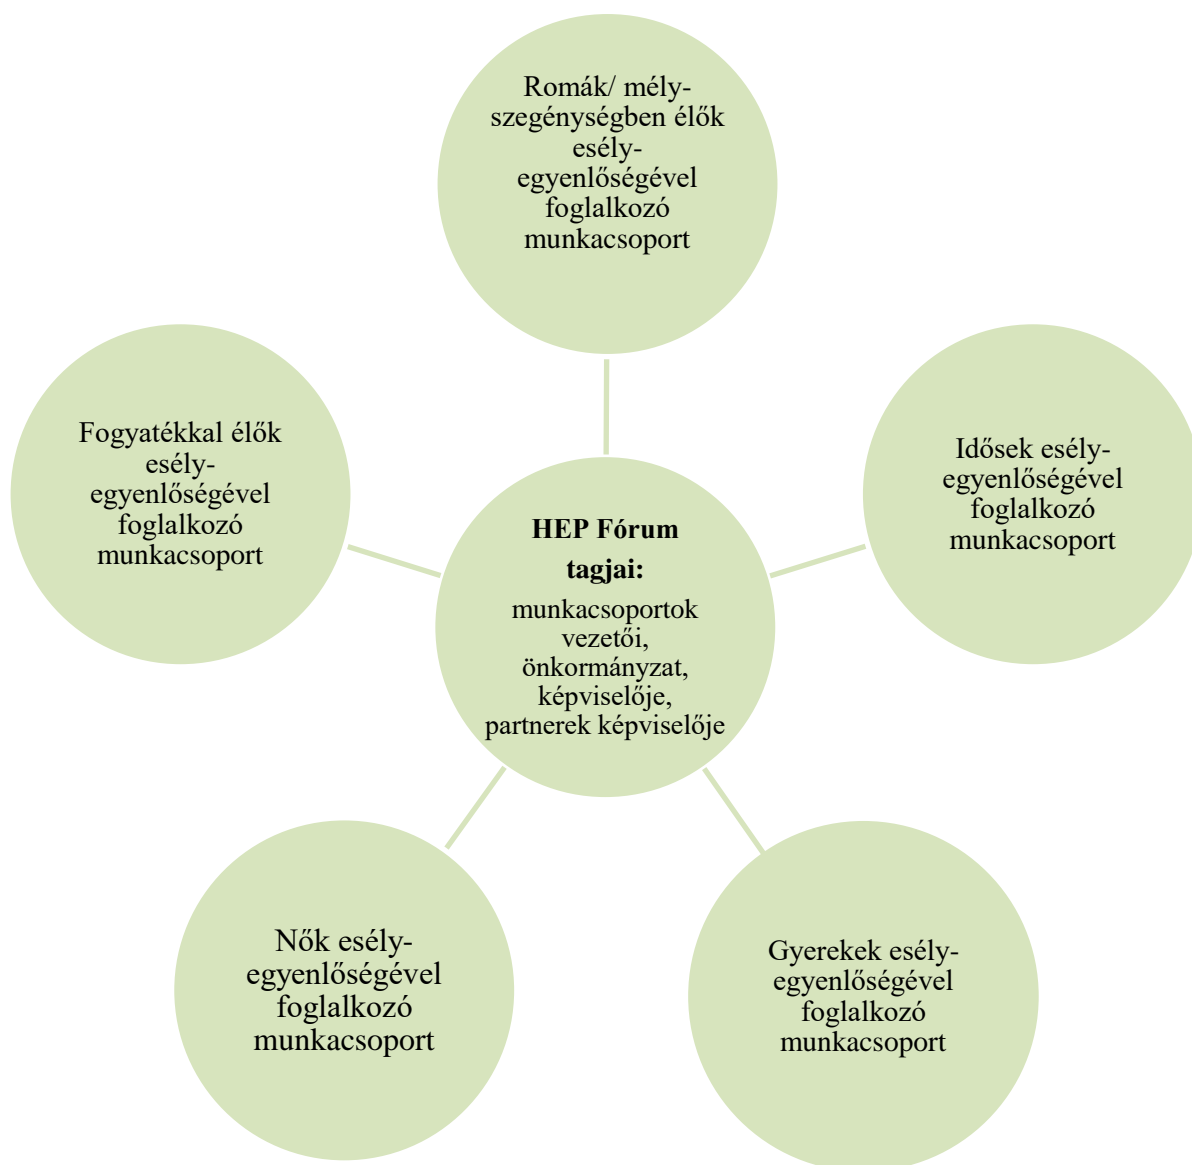 Romák/ mély-
szegénységben élők
esély-
egyenlőségével
foglalkozó
munkacsoport
Fogyatékkal élők
esély-
egyenlőségével
foglalkozó
munkacsoport
Idősek esély-
egyenlőségével
foglalkozó
munkacsoport
HEP Fórum
tagjai:
munkacsoportok
vezetői,
önkormányzat,
képviselője,
partnerek képviselője
Nők esély-
egyenlőségével
foglalkozó
munkacsoport
Gyerekek esély-
egyenlőségével
foglalkozó
munkacsoport